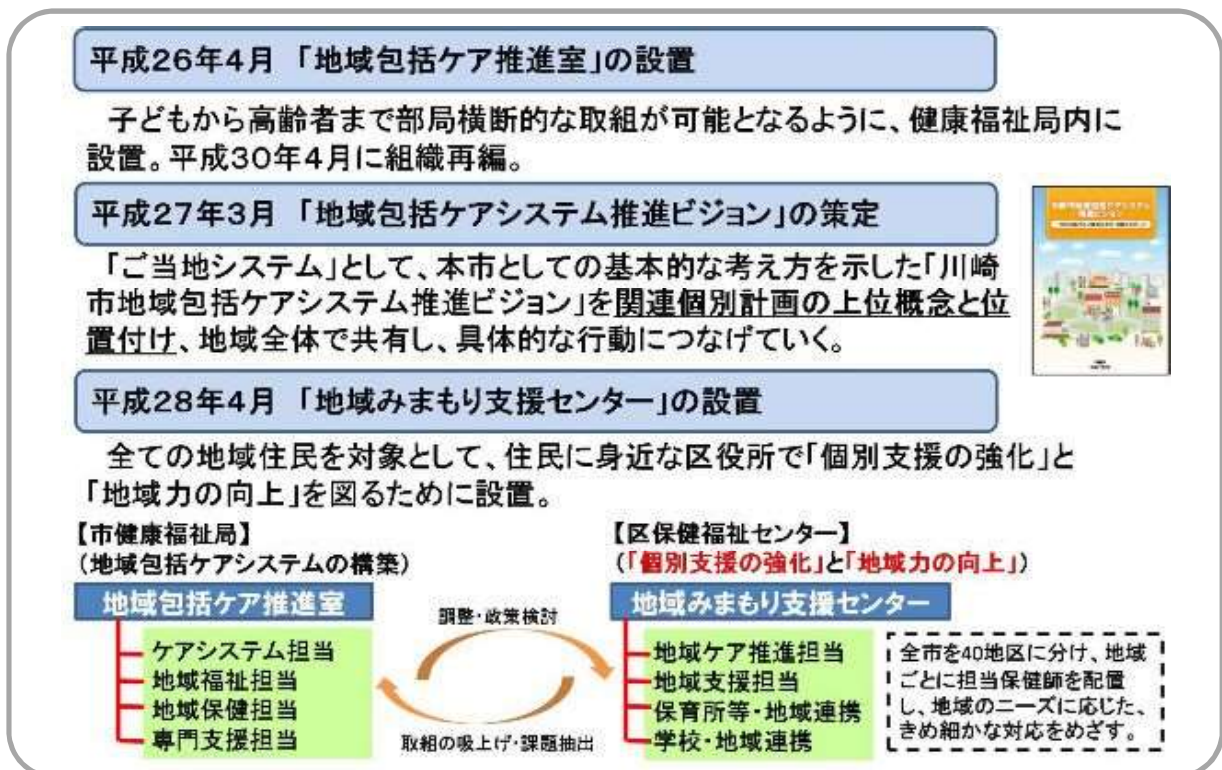 平成26年4月 「地域包括ケア推進室」の設置
子どもから高齢者まで部局横断的な取組が可能となるように、健康福祉局内に
設置。平成30年4月に組織再編。
平成27年3月 「地域包括ケアシステム推進ビジョン」の策定
「ご当地システム」として、本市としての基本的な考え方を示した「川崎
市地域包括ケアシステム推進ビジョン」を関連個別計画の上位概念と位
置付け、地域全体で共有し、具体的な行動につなげていく。
平成28年4月 「地域みまもり支援センター」の設置
全ての地域住民を対象として、住民に身近な区役所で「個別支援の強化」と
「地域力の向上」を図るために設置。
【市健康福祉局】
(地域包括ケアシステムの構築)
地域包括ケア推進室
ケアシステム担当
地域福祉担当
地域保健担当
専門支援担当
調整・政策検討
取組の吸上げ・課題抽出
【区保健福祉センター】
(「個別支援の強化」と「地域力の向上」)
地域みまもり支援センター
地域ケア推進担当
地域支援担当
保育所等・地域連携
学校・地域連携
全市を40地区に分け、地域
ごとに担当保健師を配置
し、地域のニーズに応じた、
きめ細かな対応をめざす。